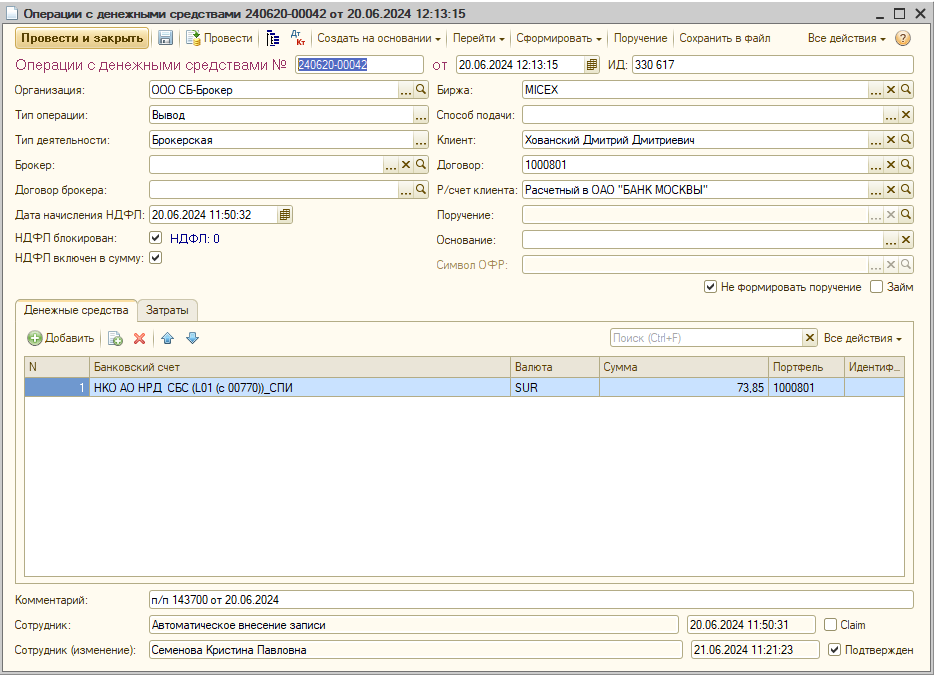 Операции с денежными средствами 240620-00042 от 20.06.2024 12:13:15
Провести и закрыть Провести Дт Кт Создать на основании Перейти Сформировать Поручение Сохранить в файл Все действия ?
Операции с денежными средствами № 240620-00042 от 20.06.2024 12:13:15 ИД: 330 617
Организация: ООО СБ-Брокер ... Биржа: MICEX ...
Тип операции: Вывод ... Способ подачи: ...
Тип деятельности: Брокерская ... Клиент: Хованский Дмитрий Дмитриевич ...
Брокер: ... Договор: 1000801 ...
Договор брокера: ... Р/счет клиента: Расчетный в ОАО "БАНК МОСКВЫ" ...
Дата начисления НДФЛ: 20.06.2024 11:50:32 Поручение: ...
НДФЛ блокирован: НДФЛ: 0 Основание: ...
НДФЛ включен в сумму: Символ ОФР: ...
Не формировать поручение Займ
Денежные средства Затраты
Добавить Поиск (Ctrl+F) Все действия
N Банковский счет Валюта Сумма Портфель Идентиф...
1 НКО АО НРД СБС (L01 (с 00770))_СПИ SUR 73,85 1000801
Комментарий: п/п 143700 от 20.06.2024
Сотрудник: Автоматическое внесение записи 20.06.2024 11:50:31 Claim
Сотрудник (изменение): Семенова Кристина Павловна 21.06.2024 11:21:23 Подтвержден